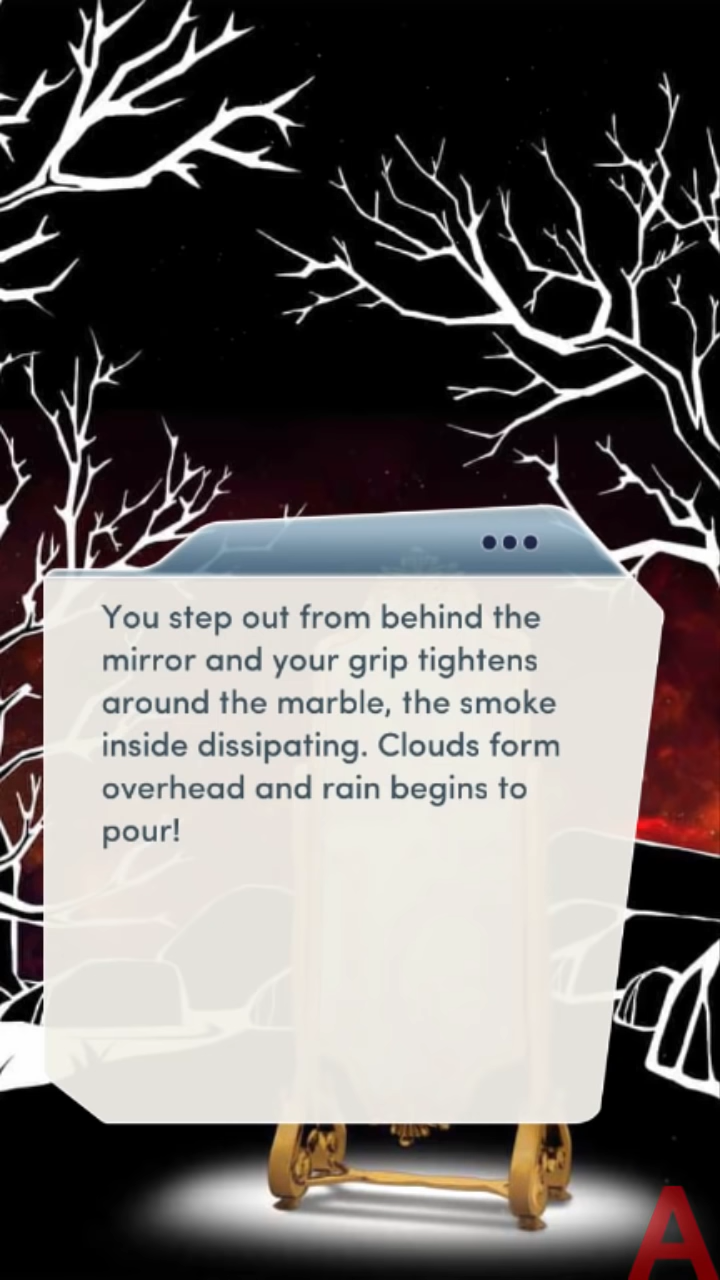 You step out from behind the
mirror and your grip tightens
around the marble, the smoke
inside dissipating. Clouds form
overhead and rain begins to
pour!
A